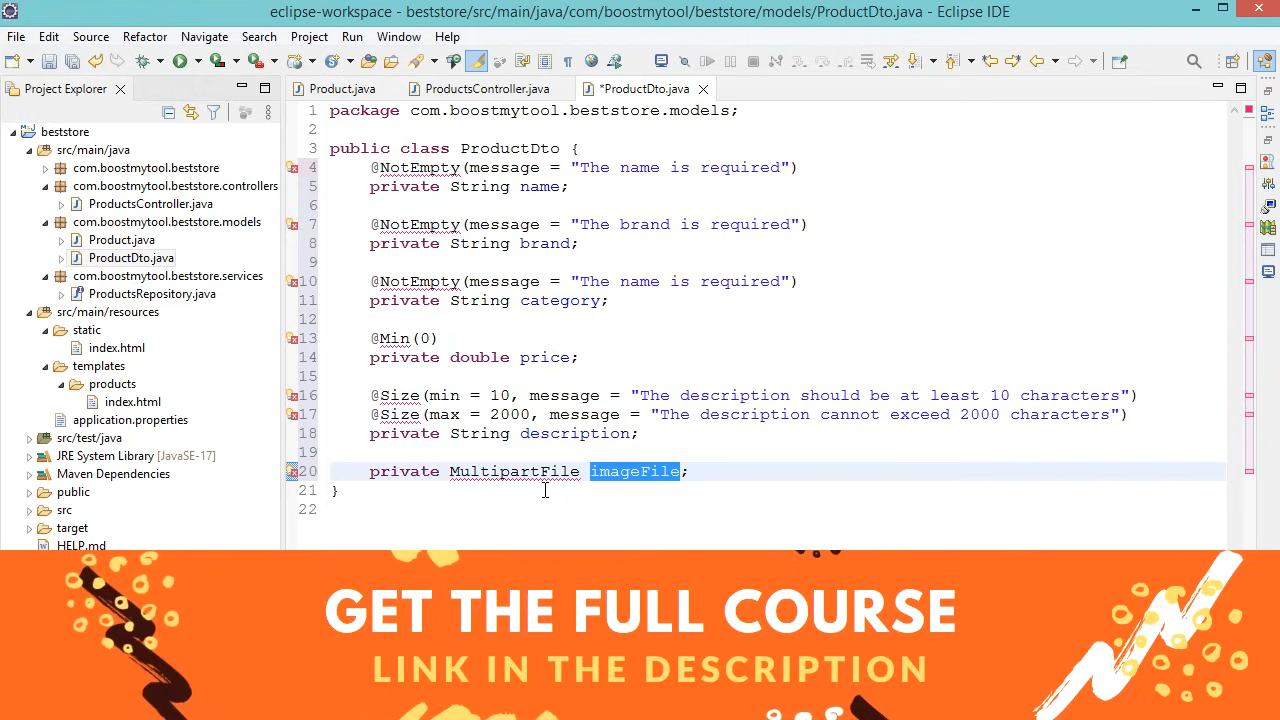 eclipse-workspace - beststore/src/main/java/com/boostmytool/beststore/models/ProductDto.java - Eclipse IDE
File Edit Source Refactor Navigate Search Project Run Window Help
Project Explorer
Product.java ProductsController.java *ProductDto.java
beststore
src/main/java
com.boostmytool.beststore
com.boostmytool.beststore.controllers
ProductsController.java
com.boostmytool.beststore.models
Product.java
ProductDto.java
com.boostmytool.beststore.services
ProductsRepository.java
src/main/resources
static
index.html
templates
products
index.html
application.properties
src/test/java
JRE System Library [JavaSE-17]
Maven Dependencies
public
src
target
HELP.md
1 package com.boostmytool.beststore.models;
2
3 public class ProductDto {
4 @NotEmpty(message = "The name is required")
5 private String name;
6
7 @NotEmpty(message = "The brand is required")
8 private String brand;
9
10 @NotEmpty(message = "The name is required")
11 private String category;
12
13 @Min(0)
14 private double price;
15
16 @Size(min = 10, message = "The description should be at least 10 characters")
17 @Size(max = 2000, message = "The description cannot exceed 2000 characters")
18 private String description;
19
20 private MultipartFile imageFile;
21 }
22
GET THE FULL COURSE
LINK IN THE DESCRIPTION